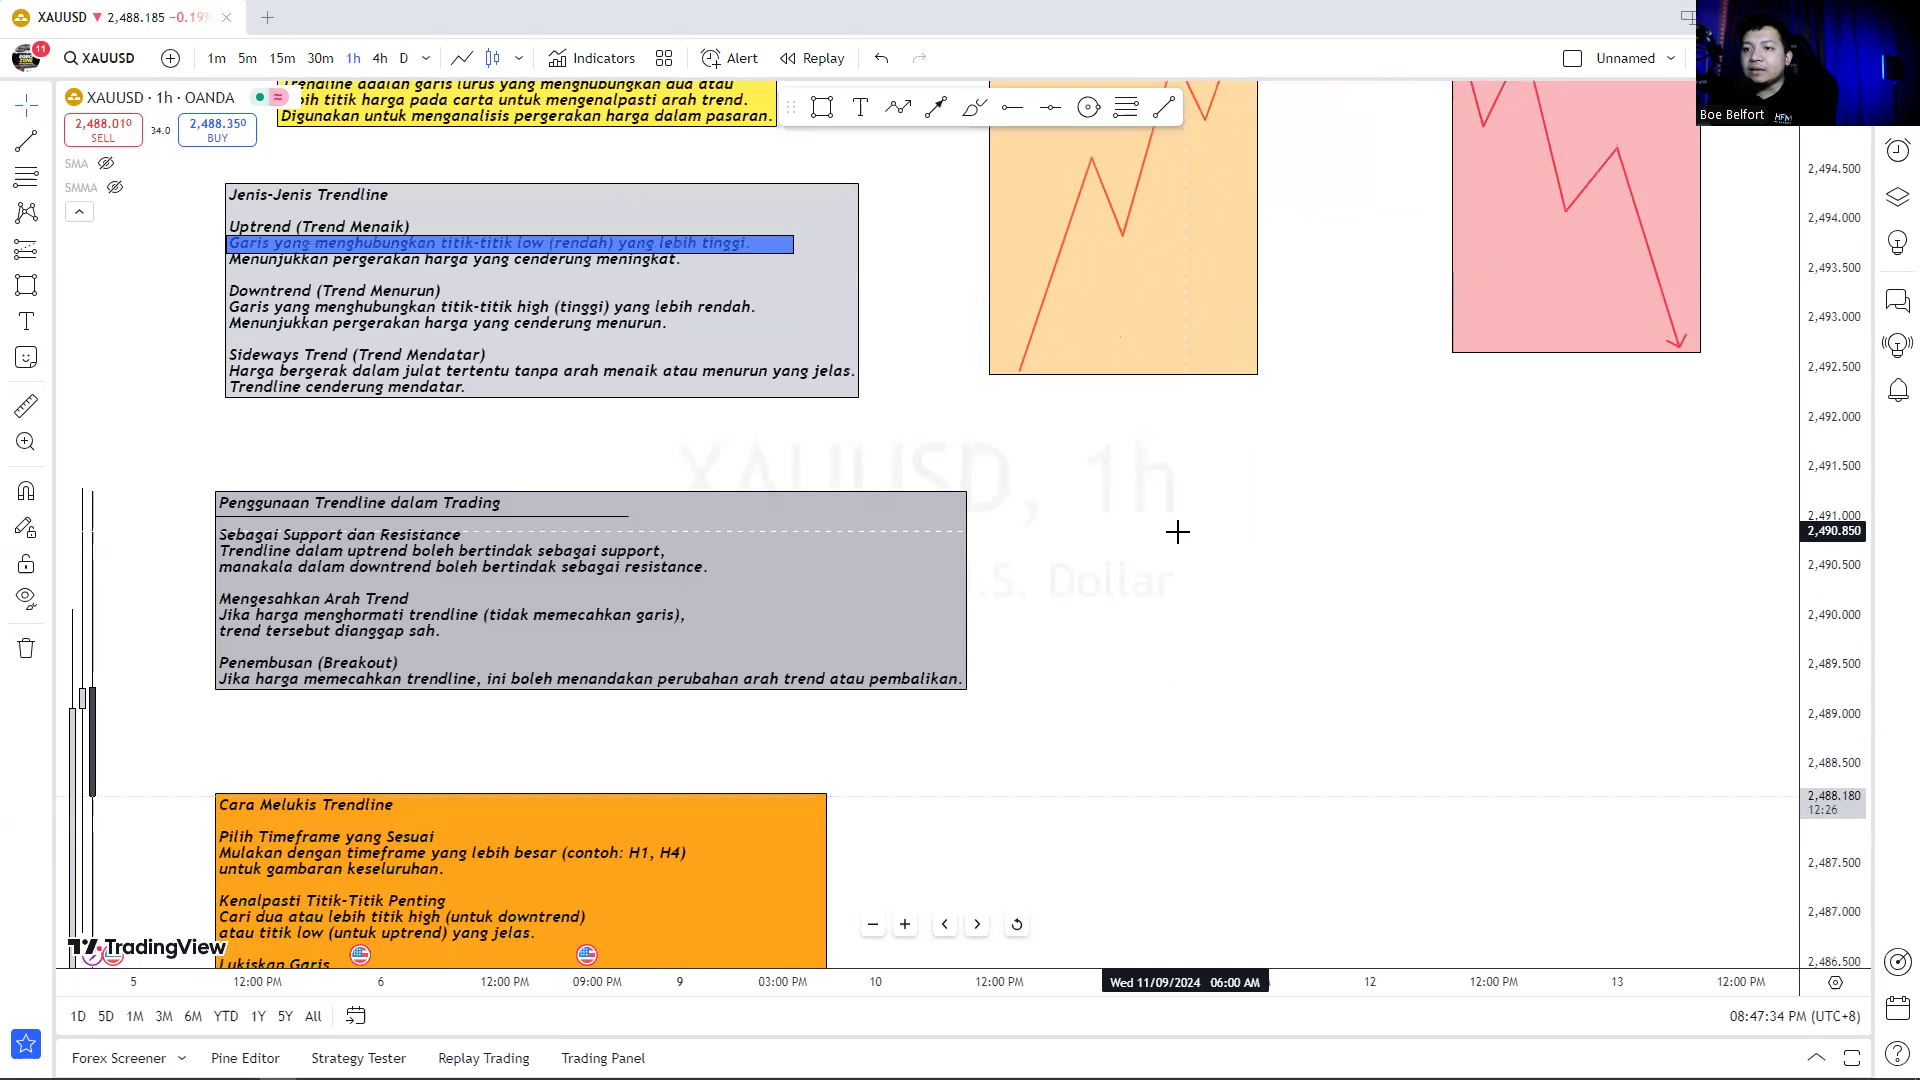 XAUUSD ▼ 2,488.185 −0.19%
11
XAUUSD
1m 5m 15m 30m 1h 4h D
Indicators
Alert
Replay
Unnamed
Boe Belfort
HFM
Trendline adalah garis lurus yang menghubungkan dua atau
bih titik harga pada carta untuk mengenalpasti arah trend.
Digunakan untuk menganalisis pergerakan harga dalam pasaran.
XAUUSD · 1h · OANDA
2,488.010
SELL
34.0
2,488.350
BUY
SMA
SMMA
Jenis-Jenis Trendline
Uptrend (Trend Menaik)
Garis yang menghubungkan titik-titik low (rendah) yang lebih tinggi.
Menunjukkan pergerakan harga yang cenderung meningkat.
Downtrend (Trend Menurun)
Garis yang menghubungkan titik-titik high (tinggi) yang lebih rendah.
Menunjukkan pergerakan harga yang cenderung menurun.
Sideways Trend (Trend Mendatar)
Harga bergerak dalam julat tertentu tanpa arah menaik atau menurun yang jelas.
Trendline cenderung mendatar.
XAUUSD, 1h
.S. Dollar
Penggunaan Trendline dalam Trading
Sebagai Support dan Resistance
Trendline dalam uptrend boleh bertindak sebagai support,
manakala dalam downtrend boleh bertindak sebagai resistance.
Mengesahkan Arah Trend
Jika harga menghormati trendline (tidak memecahkan garis),
trend tersebut dianggap sah.
Penembusan (Breakout)
Jika harga memecahkan trendline, ini boleh menandakan perubahan arah trend atau pembalikan.
Cara Melukis Trendline
Pilih Timeframe yang Sesuai
Mulakan dengan timeframe yang lebih besar (contoh: H1, H4)
untuk gambaran keseluruhan.
Kenalpasti Titik-Titik Penting
Cari dua atau lebih titik high (untuk downtrend)
atau titik low (untuk uptrend) yang jelas.
Lukiskan Garis
TradingView
2,494.500
2,494.000
2,493.500
2,493.000
2,492.500
2,492.000
2,491.500
2,491.000
2,490.850
2,490.500
2,490.000
2,489.500
2,489.000
2,488.500
2,488.180
12:26
2,487.500
2,487.000
2,486.500
5 12:00 PM 6 12:00 PM 09:00 PM 9 03:00 PM 10 12:00 PM Wed 11/09/2024 06:00 AM 12 12:00 PM 13 12:00 PM
1D 5D 1M 3M 6M YTD 1Y 5Y All
08:47:34 PM (UTC+8)
Forex Screener Pine Editor Strategy Tester Replay Trading Trading Panel